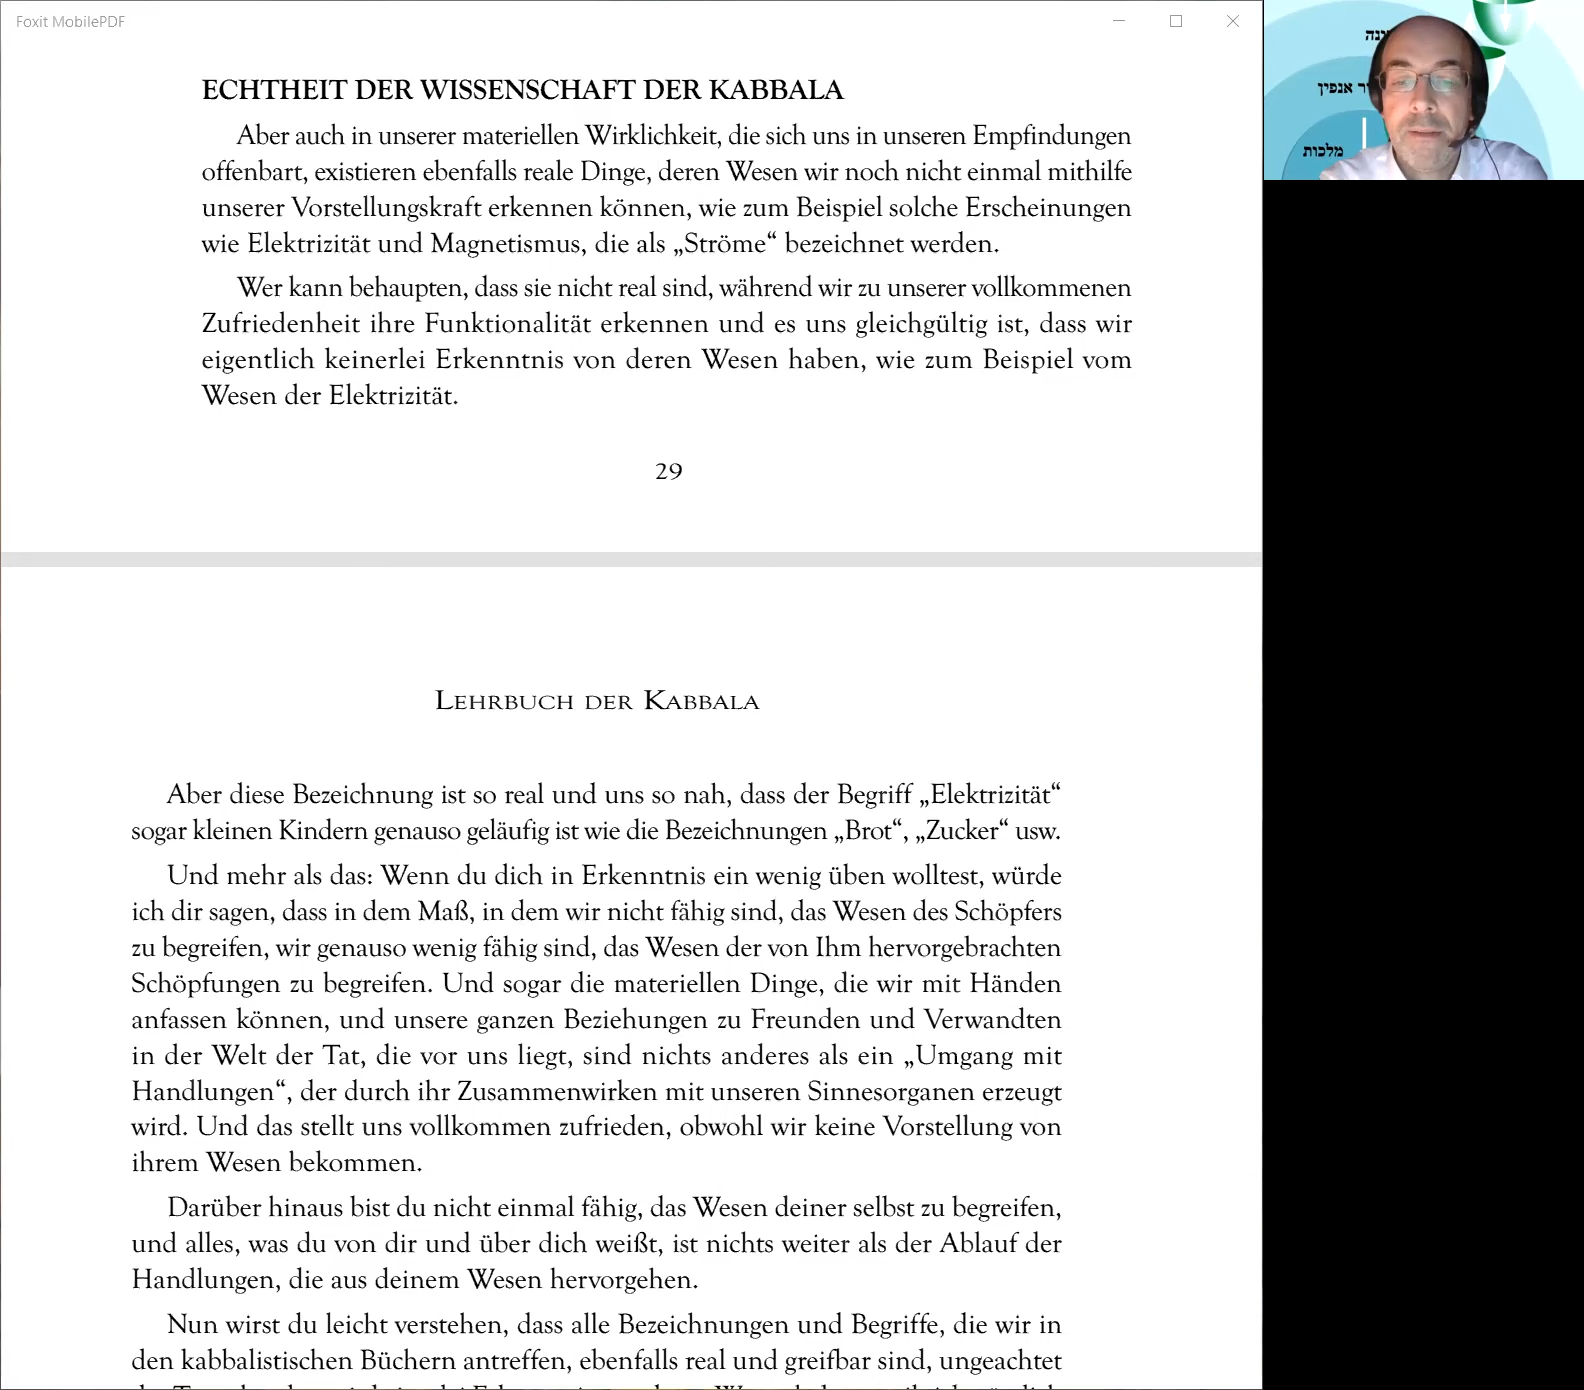 Foxit MobilePDF
ECHTHEIT DER WISSENSCHAFT DER KABBALA
Aber auch in unserer materiellen Wirklichkeit, die sich uns in unseren Empfindungen
offenbart, existieren ebenfalls reale Dinge, deren Wesen wir noch nicht einmal mithilfe
unserer Vorstellungskraft erkennen können, wie zum Beispiel solche Erscheinungen
wie Elektrizität und Magnetismus, die als „Ströme“ bezeichnet werden.
Wer kann behaupten, dass sie nicht real sind, während wir zu unserer vollkommenen
Zufriedenheit ihre Funktionalität erkennen und es uns gleichgültig ist, dass wir
eigentlich keinerlei Erkenntnis von deren Wesen haben, wie zum Beispiel vom
Wesen der Elektrizität.
29
LEHRBUCH DER KABBALA
Aber diese Bezeichnung ist so real und uns so nah, dass der Begriff „Elektrizität“
sogar kleinen Kindern genauso geläufig ist wie die Bezeichnungen „Brot“, „Zucker“ usw.
Und mehr als das: Wenn du dich in Erkenntnis ein wenig üben wolltest, würde
ich dir sagen, dass in dem Maß, in dem wir nicht fähig sind, das Wesen des Schöpfers
zu begreifen, wir genauso wenig fähig sind, das Wesen der von Ihm hervorgebrachten
Schöpfungen zu begreifen. Und sogar die materiellen Dinge, die wir mit Händen
anfassen können, und unsere ganzen Beziehungen zu Freunden und Verwandten
in der Welt der Tat, die vor uns liegt, sind nichts anderes als ein „Umgang mit
Handlungen“, der durch ihr Zusammenwirken mit unseren Sinnesorganen erzeugt
wird. Und das stellt uns vollkommen zufrieden, obwohl wir keine Vorstellung von
ihrem Wesen bekommen.
Darüber hinaus bist du nicht einmal fähig, das Wesen deiner selbst zu begreifen,
und alles, was du von dir und über dich weißt, ist nichts weiter als der Ablauf der
Handlungen, die aus deinem Wesen hervorgehen.
Nun wirst du leicht verstehen, dass alle Bezeichnungen und Begriffe, die wir in
den kabbalistischen Büchern antreffen, ebenfalls real und greifbar sind, ungeachtet
אנפין
מלכות